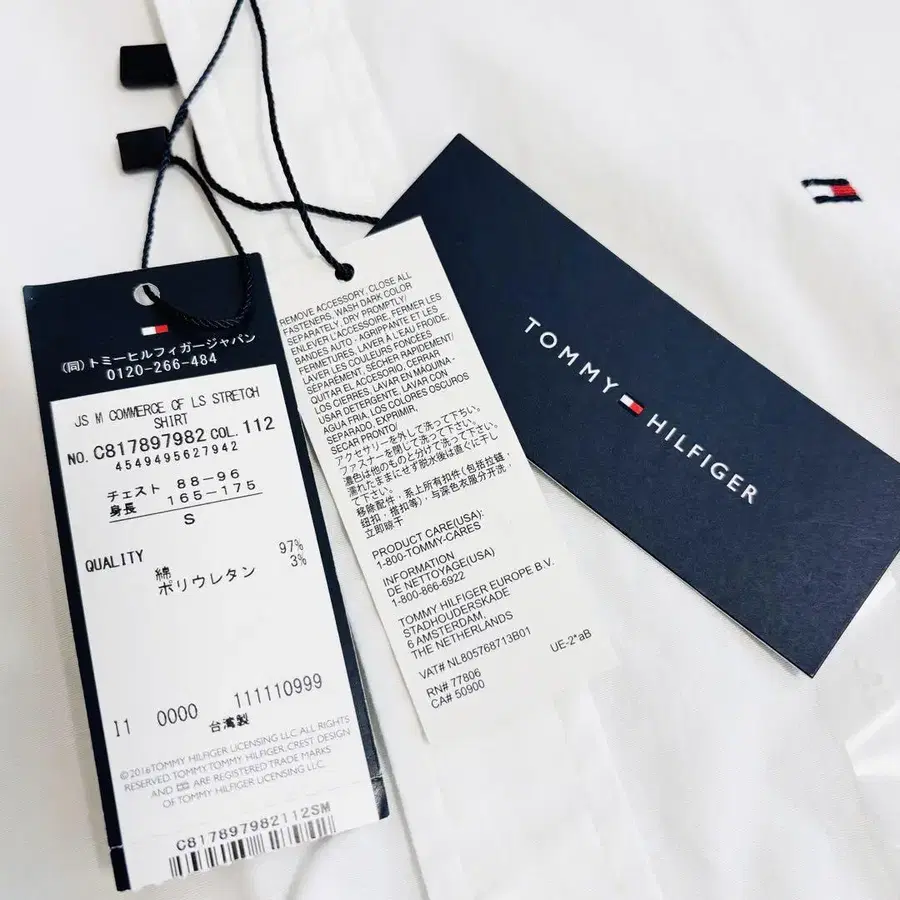 (同)トミーヒルフィガージャパン
0120-266-484
JS M COMMERCE CF LS STRETCH
SHIRT
NO. C817897982 COL. 112
4549495627942
チェスト 88-96
身長 165-175
S
QUALITY
綿 97%
ポリウレタン 3%
11 0000 111110999
台湾製
©2016 TOMMY HILFIGER LICENSING LLC. ALL RIGHTS
RESERVED. TOMMY, TOMMY HILFIGER, CREST DESIGN
AND ARE REGISTERED TRADE MARKS
OF TOMMY HILFIGER LICENSING LLC.
C817897982112SM
REMOVE ACCESSORY, CLOSE ALL
FASTENERS, WASH DARK COLOR
SEPARATELY, DRY PROMPTLY/
ENLEVER L'ACCESSOIRE, FERMER LES
BANDES AUTO - AGRIPPANTE ET LES
FERMETURES, LAVER À L'EAU FROIDE,
LAVER LES COULEURS FONCÉES
SÉPARÉMENT, SÉCHER RAPIDEMENT/
QUITAR EL ACCESORIO, CERRAR
LOS CIERRES, LAVAR EN MÁQUINA -
USAR DETERGENTE, LAVAR CON
AGUA FRIA, LOS COLORES OSCUROS
SEPARADO, EXPRIMIR,
SECAR PRONTO/
アクセサリーを外して洗って下さい。
ファスナーを閉じて洗って下さい。
濃色は他のものと分けて洗って下さい。
濡れたままにせず脱水後は直ぐに干し
て下さい。
移除配件,系上所有扣件(包括拉链,
纽扣,搭扣等),与深色衣服分开洗,
立即晾干
PRODUCT CARE(USA):
1-800-TOMMY-CARES
INFORMATION
DE NETTOYAGE(USA)
1-800-866-6922
TOMMY HILFIGER EUROPE B.V.
STADHOUDERSKADE
6 AMSTERDAM,
THE NETHERLANDS
VAT# NL805768713B01
UE-2*aB
RN# 77806
CA# 50900
TOMMY HILFIGER